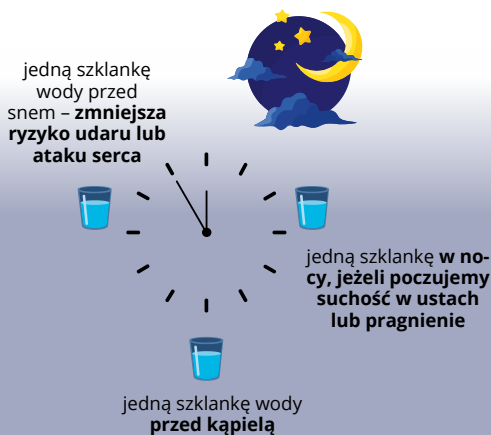 jedną szklankę
wody przed
snem – zmniejsza
ryzyko udaru lub
ataku serca
jedną szklankę w no-
cy, jeżeli poczujemy
suchość w ustach
lub pragnienie
jedną szklankę wody
przed kąpielą